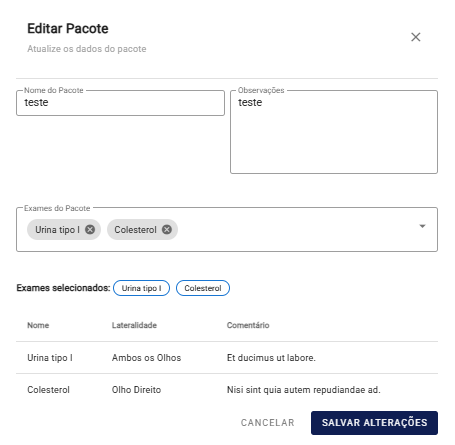 Editar Pacote
Atualize os dados do pacote
Nome do Pacote
teste
Observações
teste
Exames do Pacote
Urina tipo I
Colesterol
Exames selecionados: Urina tipo I Colesterol
Nome Lateralidade Comentário
Urina tipo I Ambos os Olhos Et ducimus ut labore.
Colesterol Olho Direito Nisi sint quia autem repudiandae ad.
CANCELAR SALVAR ALTERAÇÕES